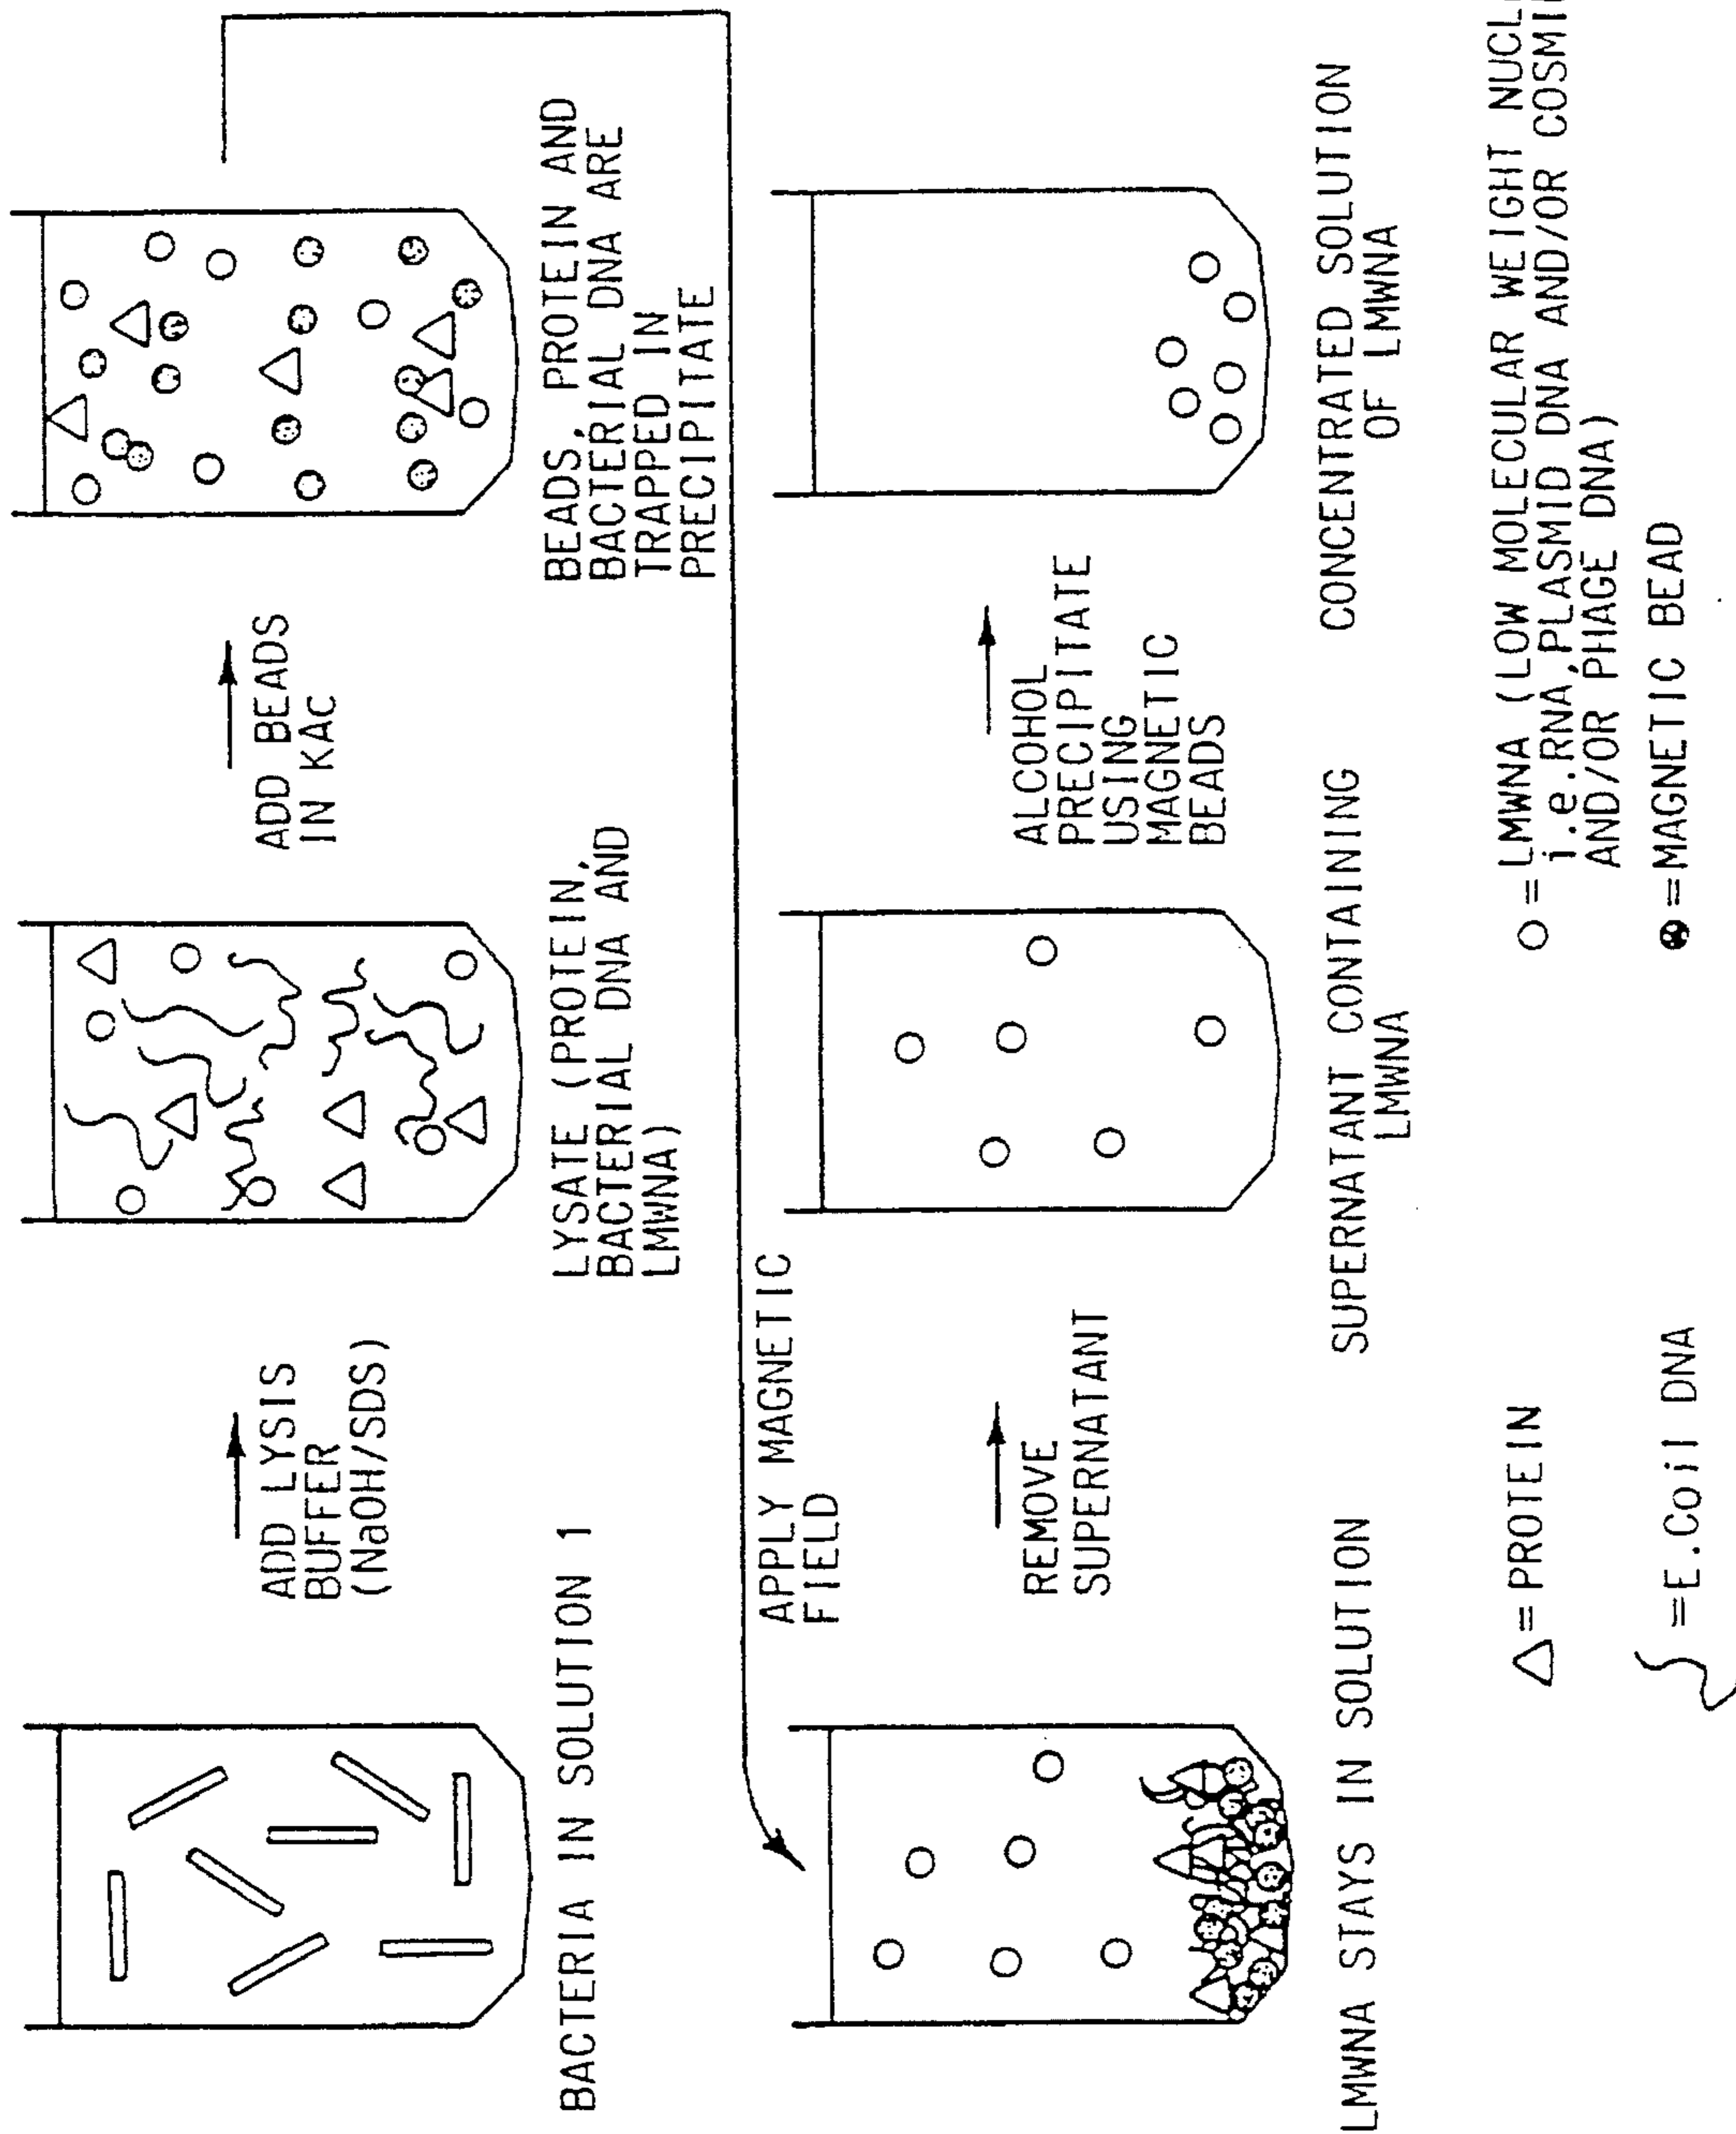 ADD LYSIS
BUFFER
(NaOH/SDS)
ADD BEADS
IN KAc
BACTERIA IN SOLUTION 1
LYSATE (PROTEIN,
BACTERIAL DNA AND
LMWNA)
BEADS, PROTEIN AND
BACTERIAL DNA ARE
TRAPPED IN
PRECIPITATE
APPLY MAGNETIC
FIELD
REMOVE
SUPERNATANT
ALCOHOL
PRECIPITATE
USING
MAGNETIC
BEADS
LMWNA STAYS IN SOLUTION
SUPERNATANT CONTAINING
LMWNA
CONCENTRATED SOLUTION
OF LMWNA
= PROTEIN
= E.Coil DNA
= LMWNA (LOW MOLECULAR WEIGHT
i.e.RNA,PLASMID DNA AND/OR
AND/OR PHAGE DNA)
= MAGNETIC BEAD